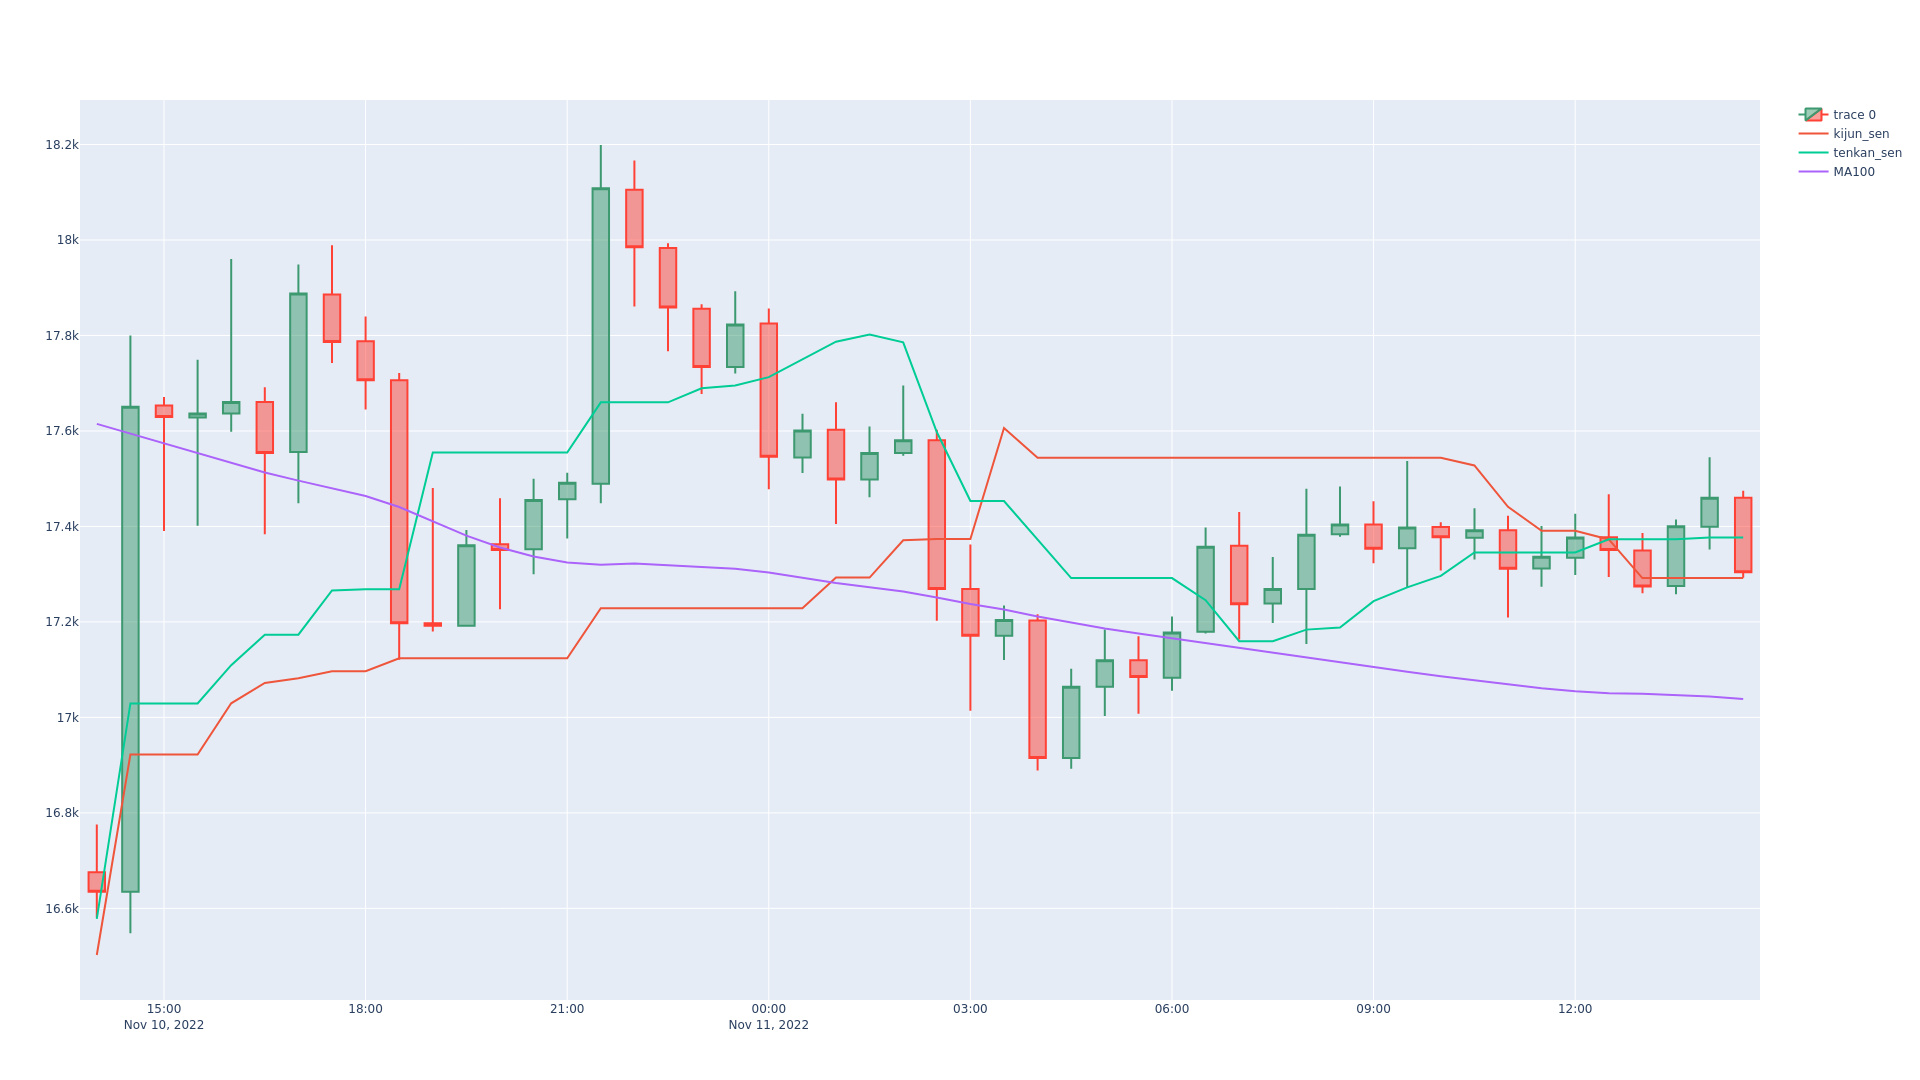 18.2k
18k
17.8k
17.6k
17.4k
17.2k
17k
16.8k
16.6k
15:00
Nov 10, 2022
18:00
21:00
00:00
Nov 11, 2022
03:00
06:00
09:00
12:00
trace 0
kijun_sen
tenkan_sen
MA100